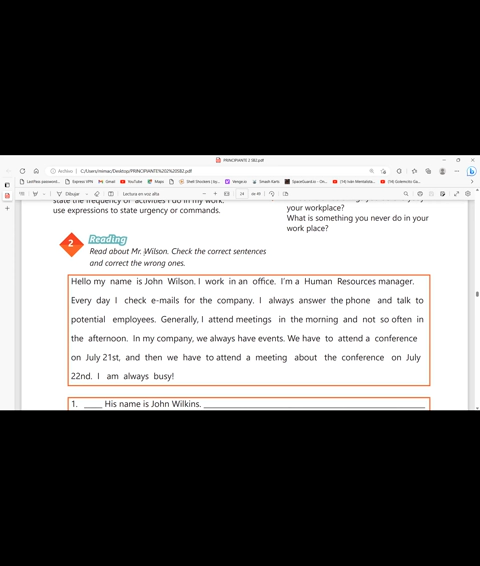 PRINCIPIANTE 2 SB2.pdf
Archivo C:/Users/minac/Desktop/PRINCIPIANTE%202%20SB2.pdf
Express VPN Gmail YouTube Maps Venge.io Smash Karts
Dibujar 24 de 49
state the frequency of activities I do in my work.
use expressions to state urgency or commands.
your workplace?
What is something you never do in your
work place?
2 Reading
Read about Mr. Wilson. Check the correct sentences
and correct the wrong ones.
Hello my name is John Wilson. I work in an office. I'm a Human Resources manager.
Every day I check e-mails for the company. I always answer the phone and talk to
potential employees. Generally, I attend meetings in the morning and not so often in
the afternoon. In my company, we always have events. We have to attend a conference
on July 21st, and then we have to attend a meeting about the conference on July
22nd. I am always busy!
1. ____ His name is John Wilkins. ____